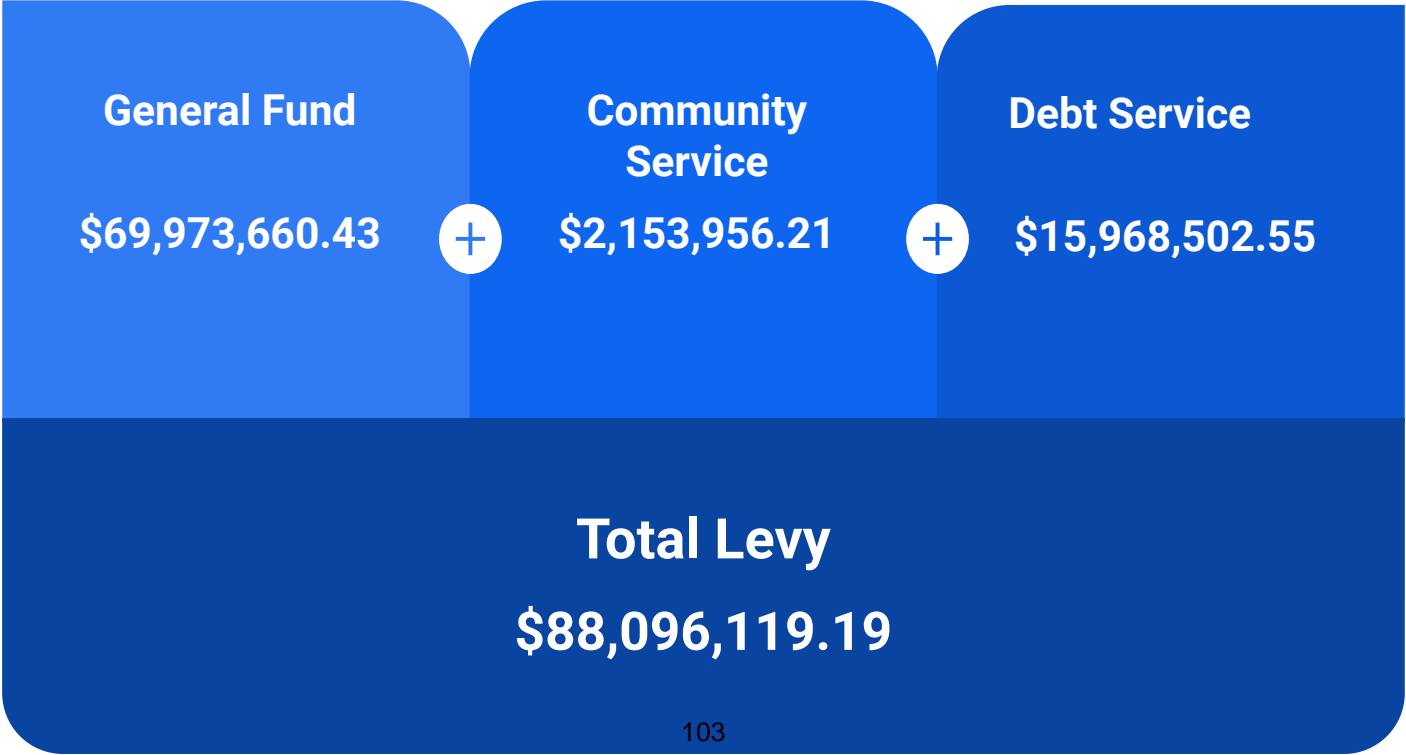 General Fund
$69,973,660.43
+
Community
Service
$2,153,956.21
+
Debt Service
$15,968,502.55
Total Levy
$88,096,119.19
103